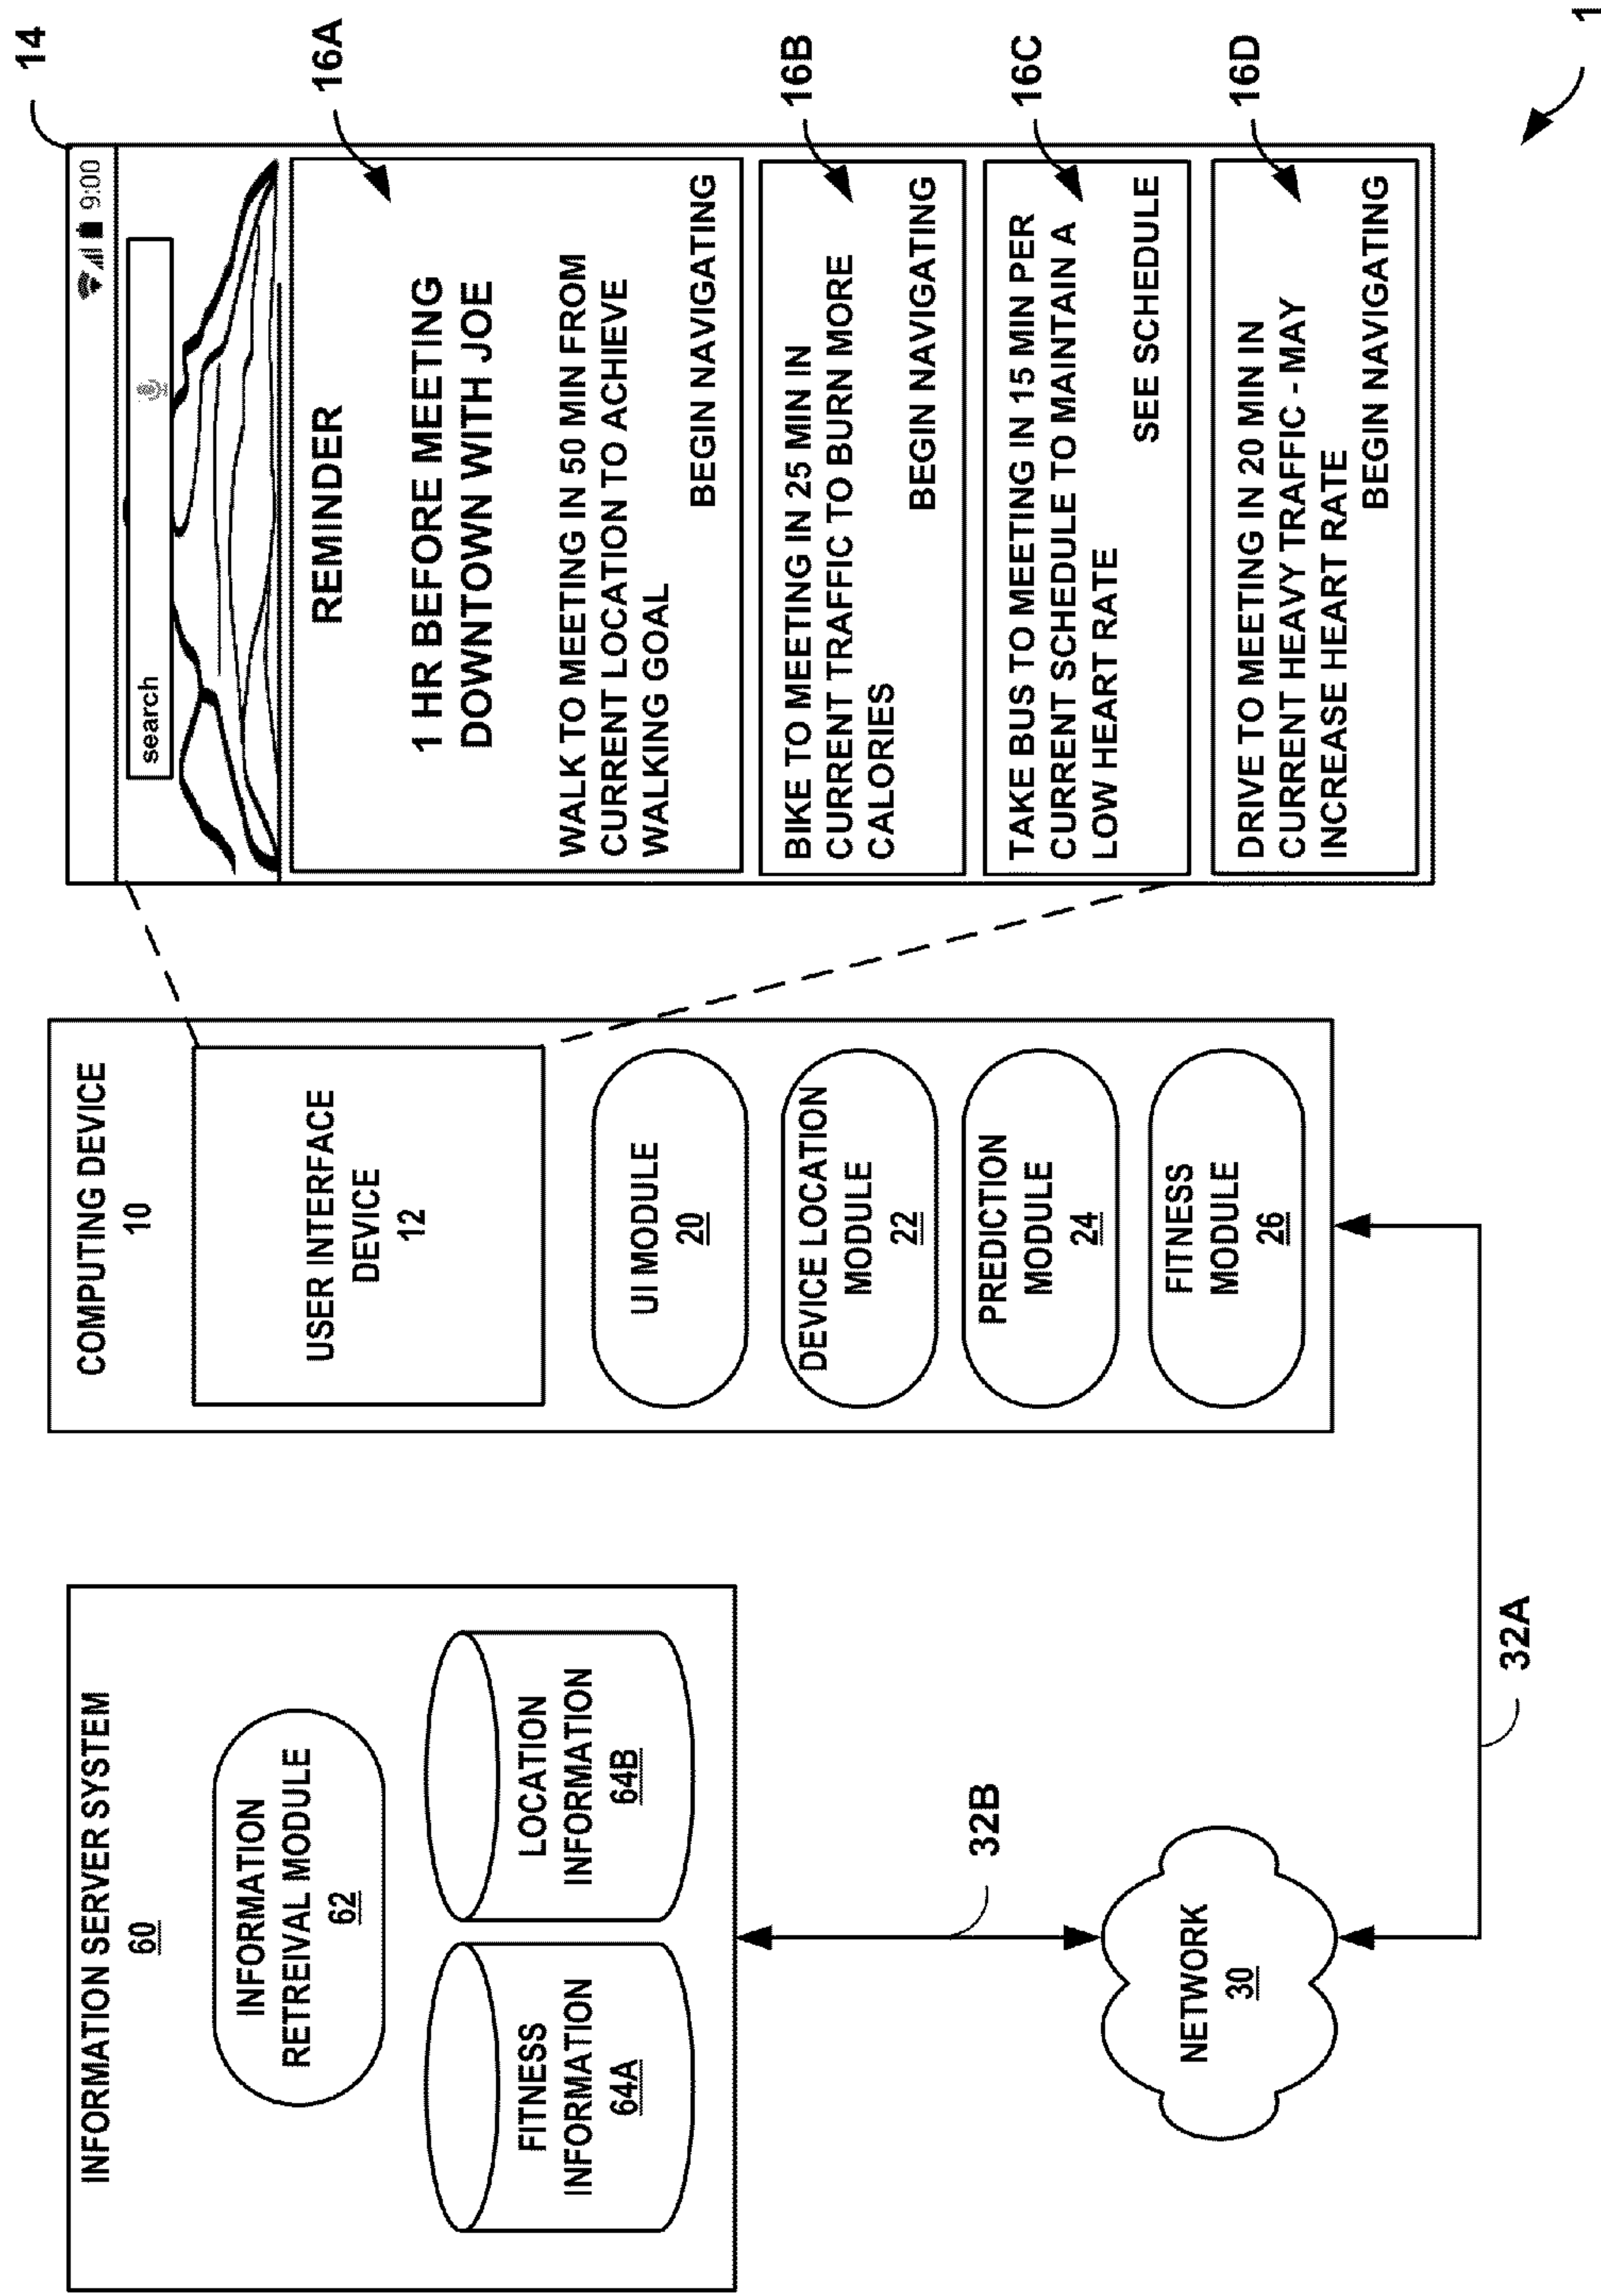 INFORMATION SERVER SYSTEM
60
INFORMATION
RETREIVAL MODULE
62
FITNESS
INFORMATION
64A
LOCATION
INFORMATION
64B
32B
NETWORK
30
32A
COMPUTING DEVICE
10
USER INTERFACE
DEVICE
12
UI MODULE
20
DEVICE LOCATION
MODULE
22
PREDICTION
MODULE
24
FITNESS
MODULE
26
14
9:00
search
REMINDER
1 HR BEFORE MEETING
DOWNTOWN WITH JOE
WALK TO MEETING IN 50 MIN FROM
CURRENT LOCATION TO ACHIEVE
WALKING GOAL
BEGIN NAVIGATING
16A
BIKE TO MEETING IN 25 MIN IN
CURRENT TRAFFIC TO BURN MORE
CALORIES
BEGIN NAVIGATING
16B
TAKE BUS TO MEETING IN 15 MIN PER
CURRENT SCHEDULE TO MAINTAIN A
LOW HEART RATE
SEE SCHEDULE
16C
DRIVE TO MEETING IN 20 MIN IN
CURRENT HEAVY TRAFFIC - MAY
INCREASE HEART RATE
BEGIN NAVIGATING
16D
1